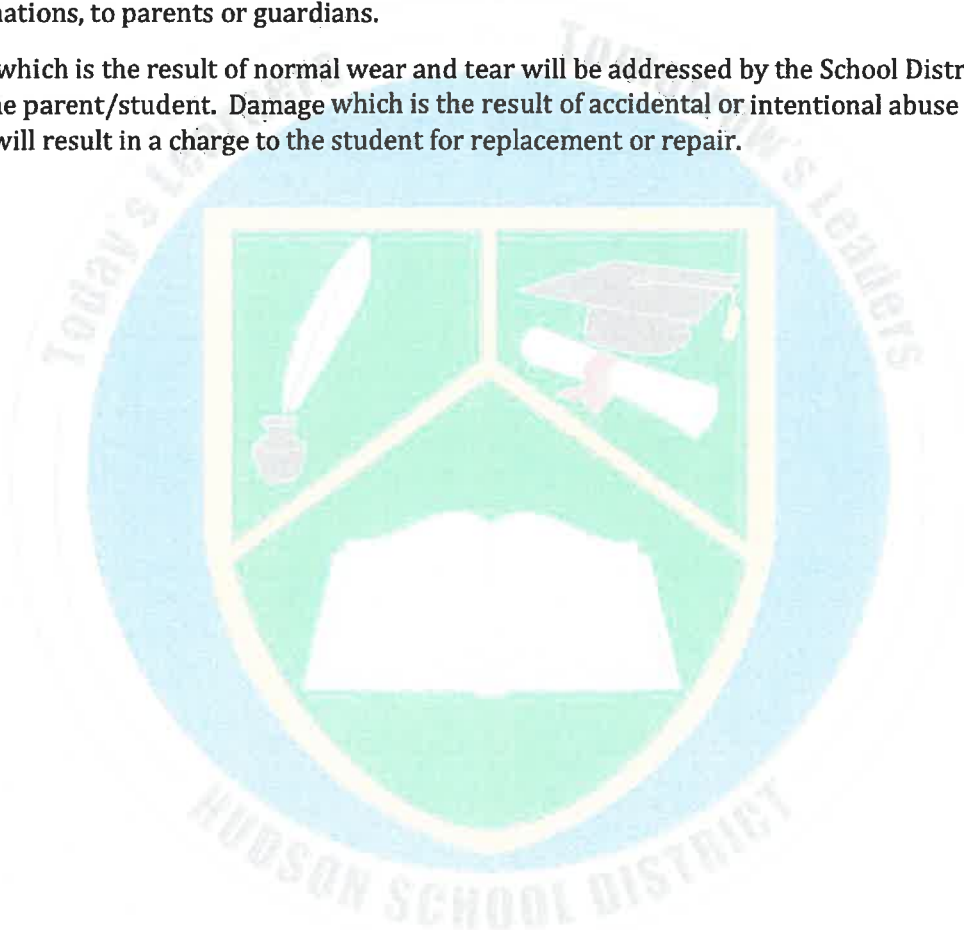 nations, to parents or guardians.
which is the result of normal wear and tear will be addressed by the School Distr
he parent/student. Damage which is the result of accidental or intentional abuse
will result in a charge to the student for replacement or repair.
Today's Leaders
Tomorrow's Leaders
HUDSON SCHOOL DISTRICT